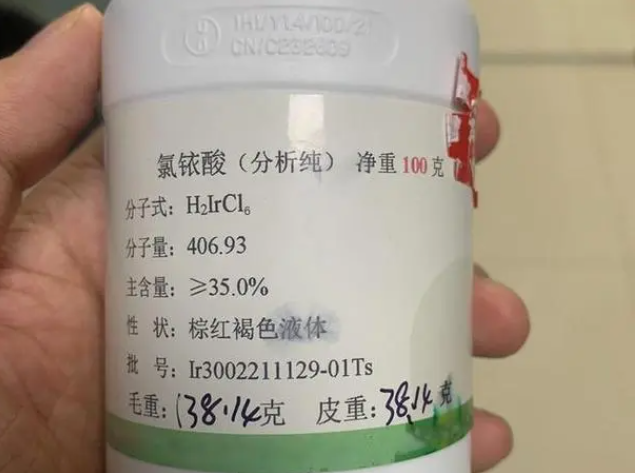 氯铱酸（分析纯） 净重 100 克
分子式：H₂IrCl₆
分子量：406.93
主含量：≥35.0%
性 状：棕红褐色液体
批 号：Ir3002211129-01Ts
毛重：138.14克 皮重：38.14 克